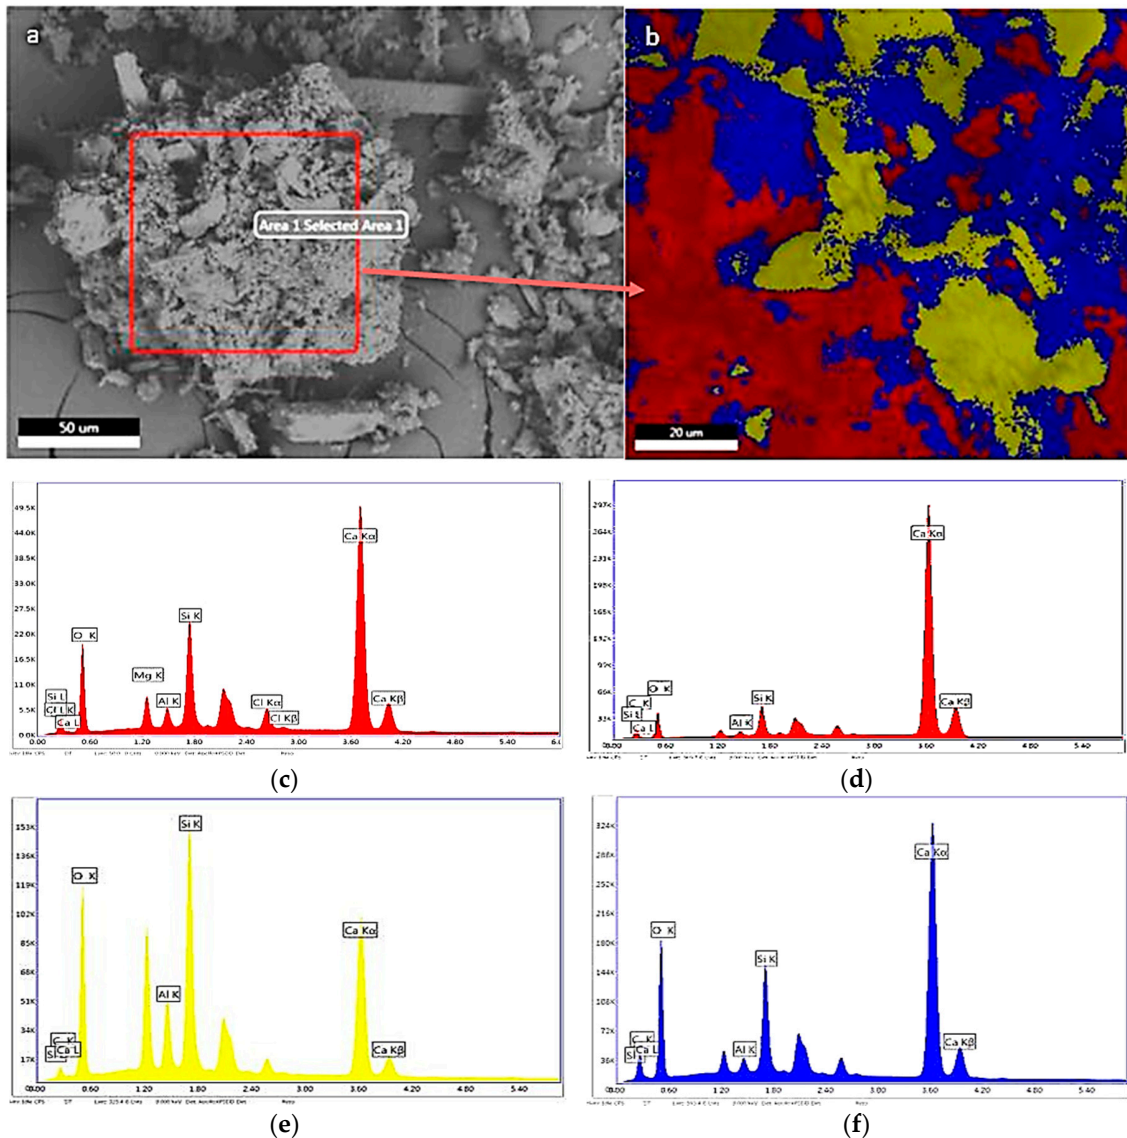 a
b
Area 1 Selected Area 1
50 um
20 um
49.5K
44.0K
38.5K
33.0K
27.5K
22.0K
16.5K
11.0K
5.5K
0.0K
Ca Kα
Si K
O K
Mg K
Al K
Si L
Cl L
K
Ca L
Cl Kα
Cl Kβ
Ca Kβ
0.00 0.60 1.20 1.80 2.40 3.00 3.60 4.20 4.80 5.40
(c)
297K
264K
198K
99K
33K
Ca Kα
O K
C K
Si L
Ca L
Al K
Si K
Ca Kβ
0.60 1.20 1.80 2.40 3.00 3.60 4.20 4.80 5.40
(d)
153K
136K
119K
102K
85K
68K
51K
34K
17K
Si K
O K
Al K
C K
Ca L
Ca Kα
Ca Kβ
0.00 0.60 1.20 1.80 2.40 3.00 3.60 4.20 4.80 5.40
(e)
324K
288K
252K
216K
180K
144K
108K
72K
36K
Ca Kα
O K
Si K
C K
Ca L
Al K
Ca Kβ
0.60 1.20 1.80 2.40 3.00 3.60 4.20 4.80 5.40
(f)